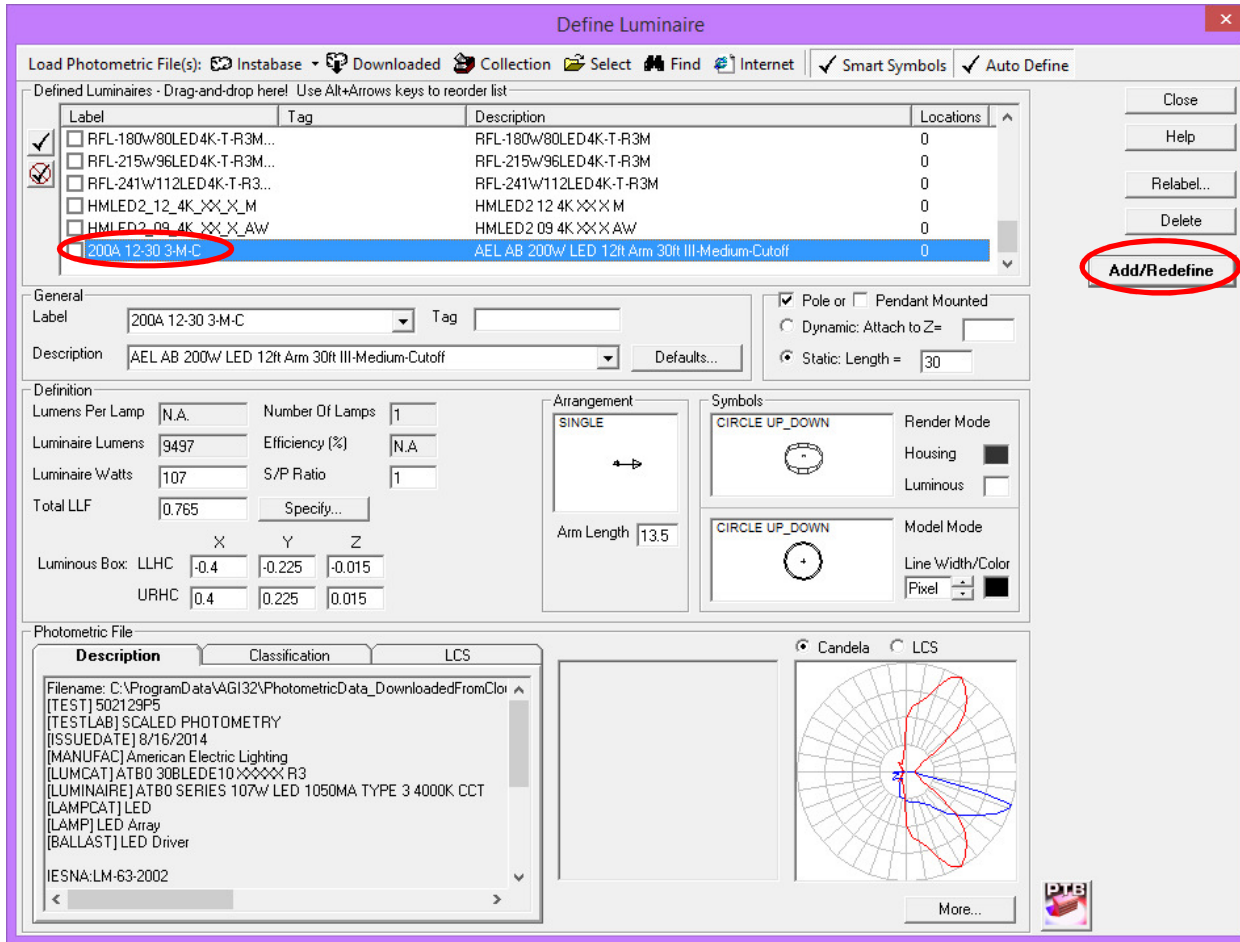 Define Luminaire
Load Photometric File(s): Instabase Downloaded Collection Select Find Internet Smart Symbols Auto Define
Defined Luminaires - Drag-and-drop here! Use Alt+Arrows keys to reorder list
Label Tag Description Locations
RFL-180W80LED4K-T-R3M... RFL-180W80LED4K-T-R3M 0
RFL-215W96LED4K-T-R3M... RFL-215W96LED4K-T-R3M 0
RFL-241W112LED4K-T-R3... RFL-241W112LED4K-T-R3M 0
HMLED2_12_4K_XX_X_M HMLED2 12 4K XX X M 0
HMLED2_09_4K_XX_X_AW HMLED2 09 4K XX X AW 0
200A 12-30 3-M-C AEL AB 200W LED 12ft Arm 30ft III-Medium-Cutoff 0
Close
Help
Relabel...
Delete
Add/Redefine
General
Label 200A 12-30 3-M-C Tag
Description AEL AB 200W LED 12ft Arm 30ft III-Medium-Cutoff Defaults...
Pole or Pendant Mounted
Dynamic: Attach to Z=
Static: Length = 30
Definition
Lumens Per Lamp N.A. Number Of Lamps 1
Luminaire Lumens 9497 Efficiency (%) N.A
Luminaire Watts 107 S/P Ratio 1
Total LLF 0.765 Specify...
X Y Z
Luminous Box: LLHC -0.4 -0.225 -0.015
URHC 0.4 0.225 0.015
Arrangement
SINGLE
Arm Length 13.5
Symbols
CIRCLE UP_DOWN
Render Mode
Housing
Luminous
CIRCLE UP_DOWN
Model Mode
Line Width/Color
Pixel
Photometric File
Description Classification LCS
Filename: C:\ProgramData\AGI32\PhotometricData_DownloadedFromClo
[TEST] 502129P5
[TESTLAB] SCALED PHOTOMETRY
[ISSUEDATE] 8/16/2014
[MANUFAC] American Electric Lighting
[LUMCAT] ATB0 30BLEDE10 XXXXX R3
[LUMINAIRE] ATB0 SERIES 107W LED 1050MA TYPE 3 4000K CCT
[LAMPCAT] LED
[LAMP] LED Array
[BALLAST] LED Driver
IESNA:LM-63-2002
Candela LCS
More...
PTB